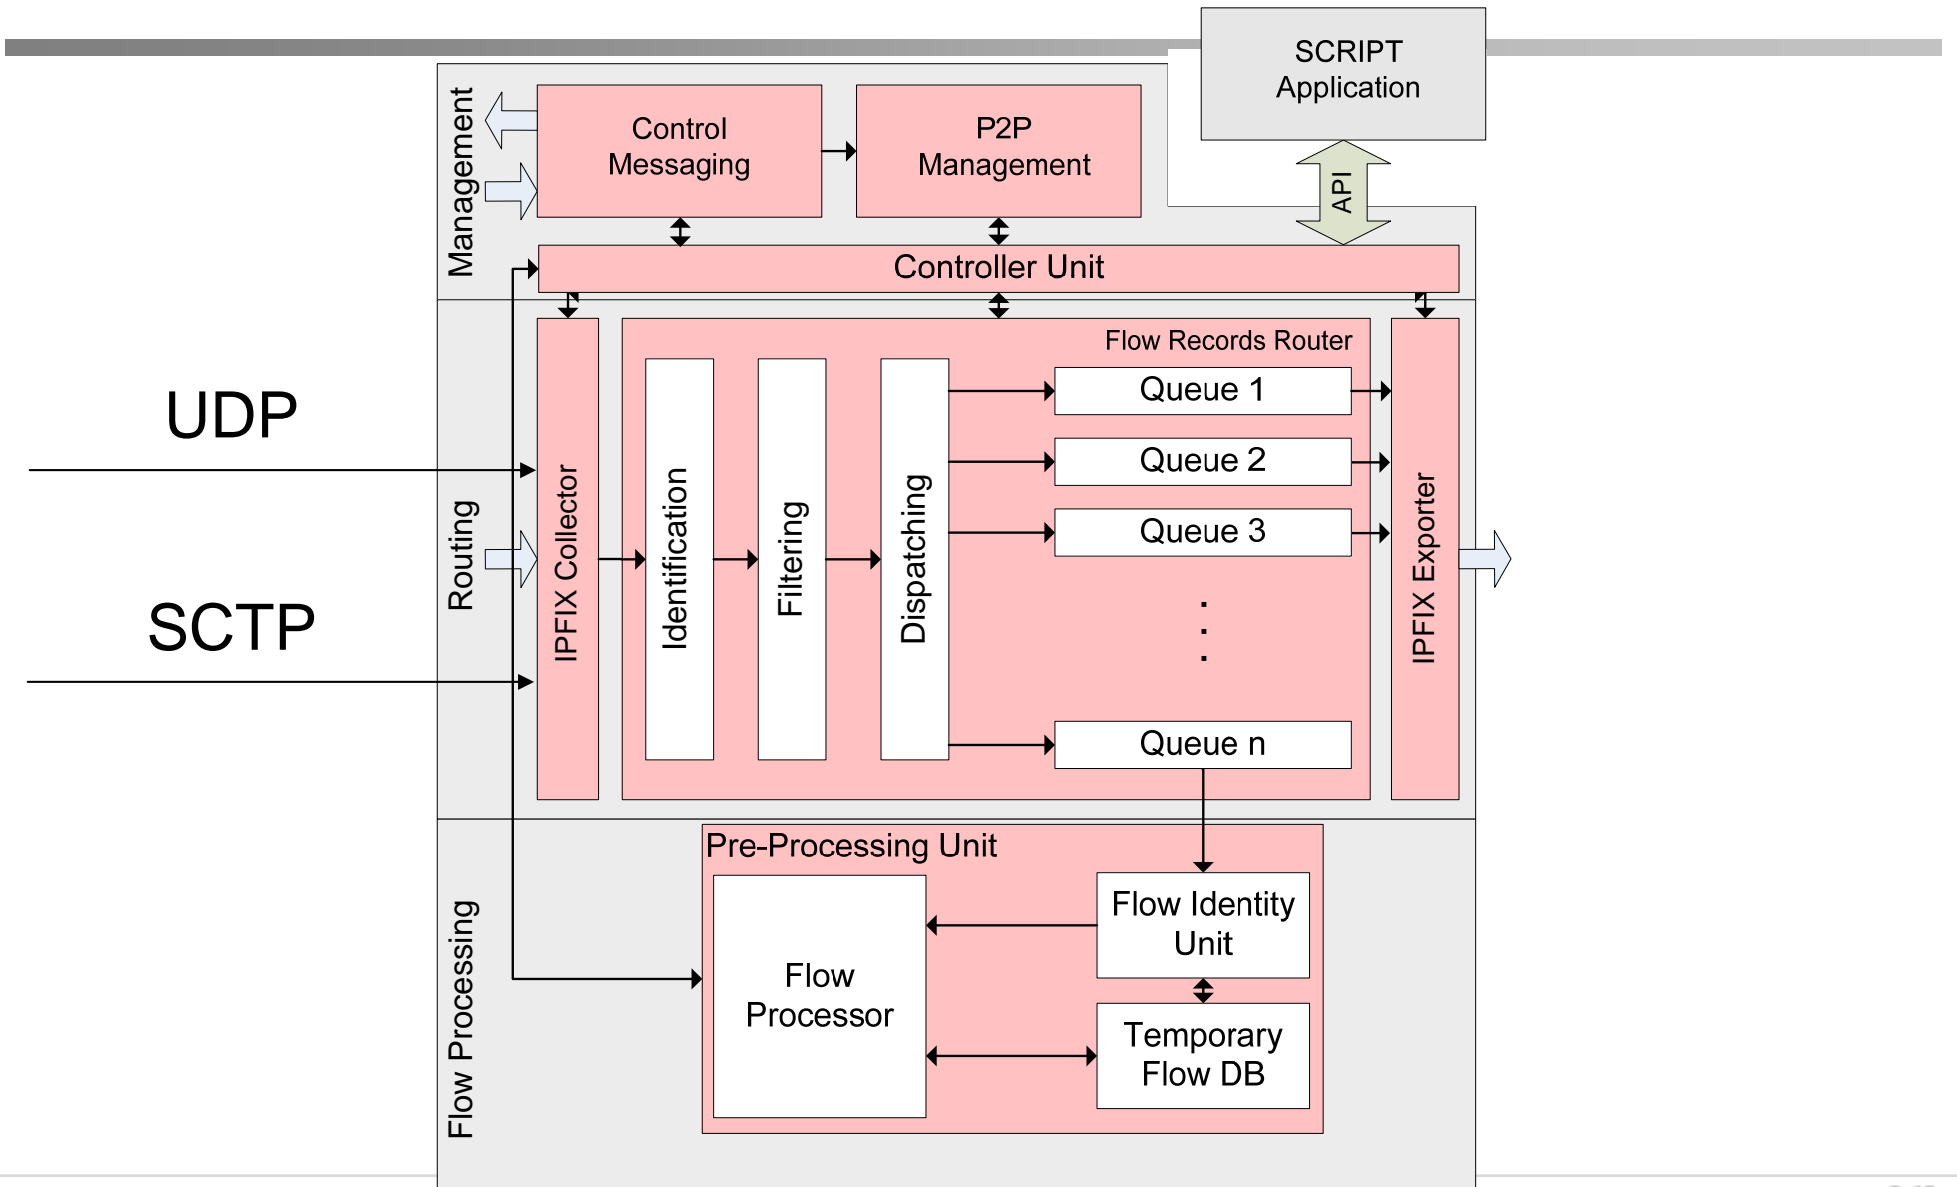 SCRIPT
Application
Management
Control
Messaging
P2P
Management
API
Controller Unit
UDP
SCTP
Routing
IPFIX Collector
Flow Records Router
Identification
Filtering
Dispatching
Queue 1
Queue 2
Queue 3
.
.
.
Queue n
IPFIX Exporter
Flow Processing
Pre-Processing Unit
Flow
Processor
Flow Identity
Unit
Temporary
Flow DB